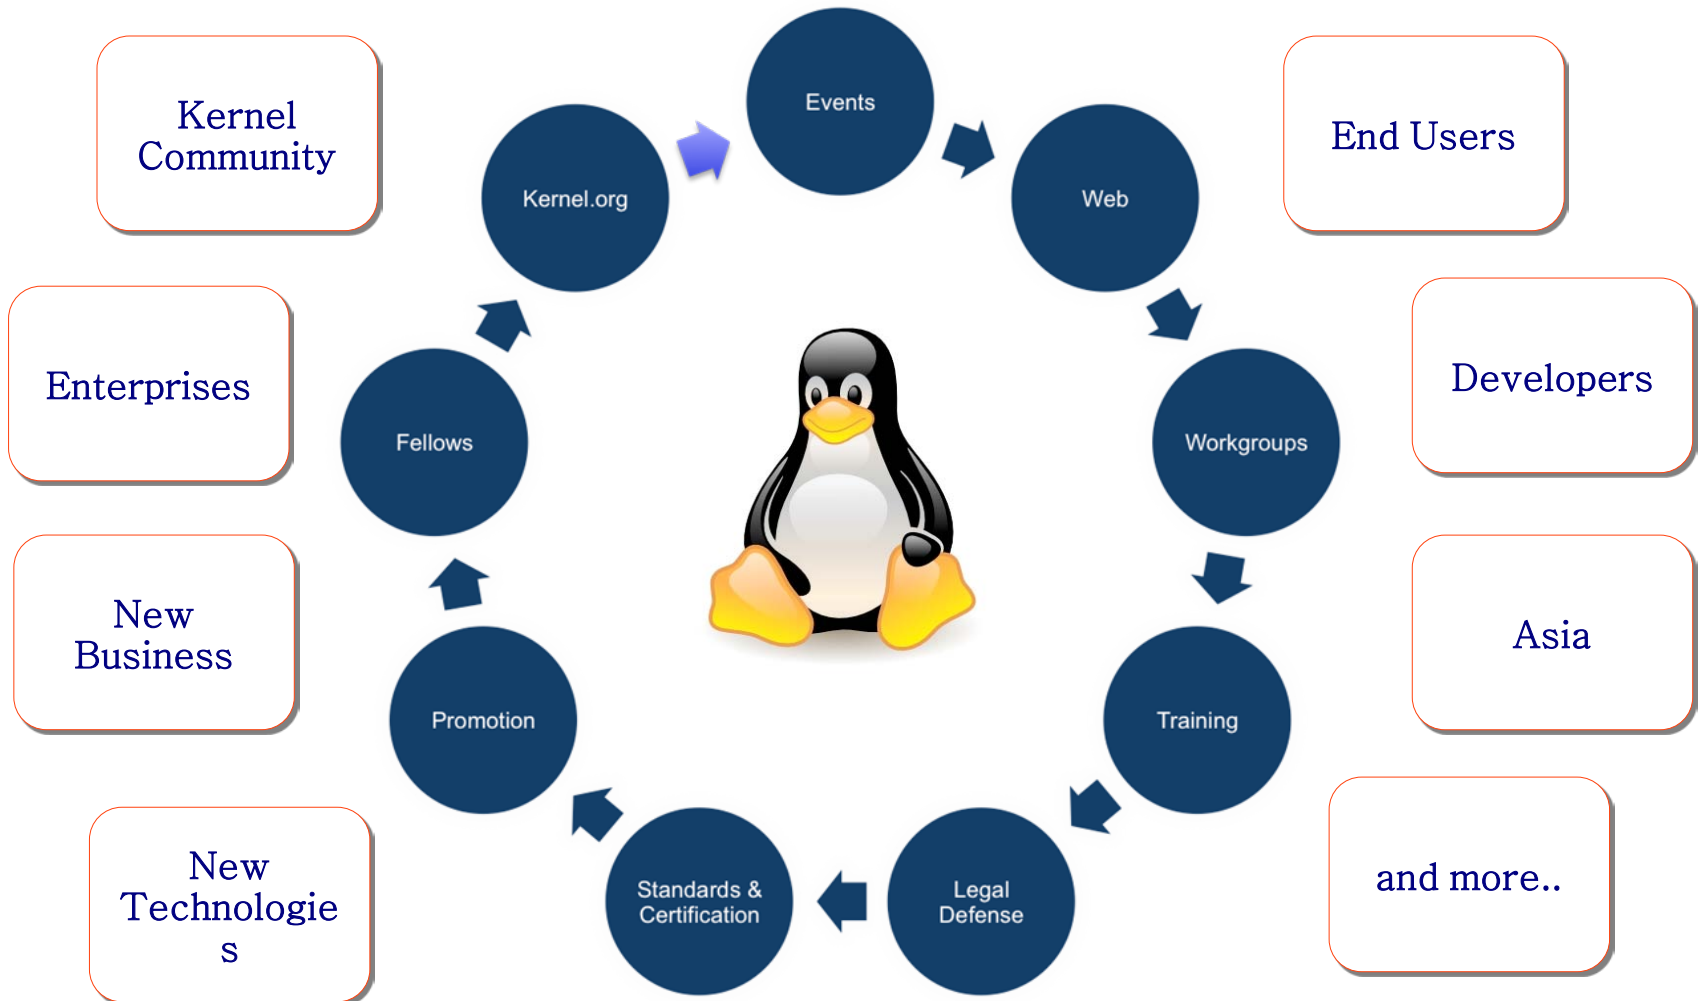 Events
Kernel
Community
End Users
Kernel.org
Web
Enterprises
Developers
Fellows
Workgroups
New
Business
Asia
Promotion
Training
New
Technologie
s
Standards &
Certification
Legal
Defense
and more..